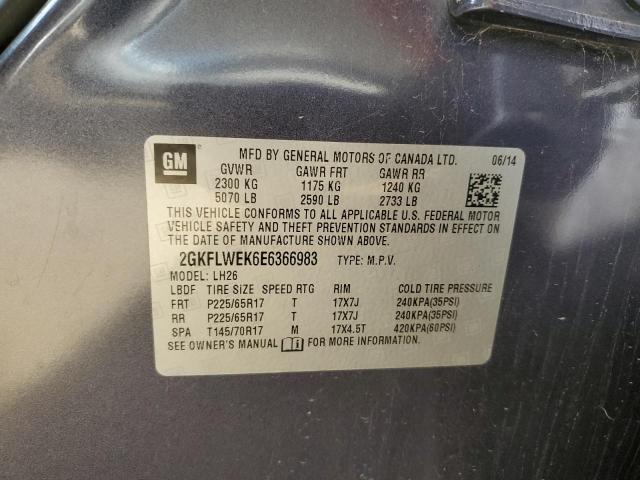 GM
MFD BY GENERAL MOTORS OF CANADA LTD. 06/14
GVWR GAWR FRT GAWR RR
2300 KG 1175 KG 1240 KG
5070 LB 2590 LB 2733 LB
THIS VEHICLE CONFORMS TO ALL APPLICABLE U.S. FEDERAL MOTOR
VEHICLE SAFETY, BUMPER, AND THEFT PREVENTION STANDARDS IN EFFECT ON THE
DATE OF MANUFACTURE SHOWN ABOVE.
2GKFLWEK6E6366983 TYPE: M.P.V.
MODEL: LH26
LBDF TIRE SIZE SPEED RTG RIM COLD TIRE PRESSURE
FRT P225/65R17 T 17X7J 240KPA(35PSI)
RR P225/65R17 T 17X7J 240KPA(35PSI)
SPA T145/70R17 M 17X4.5T 420KPA(60PSI)
SEE OWNER'S MANUAL FOR MORE INFORMATION